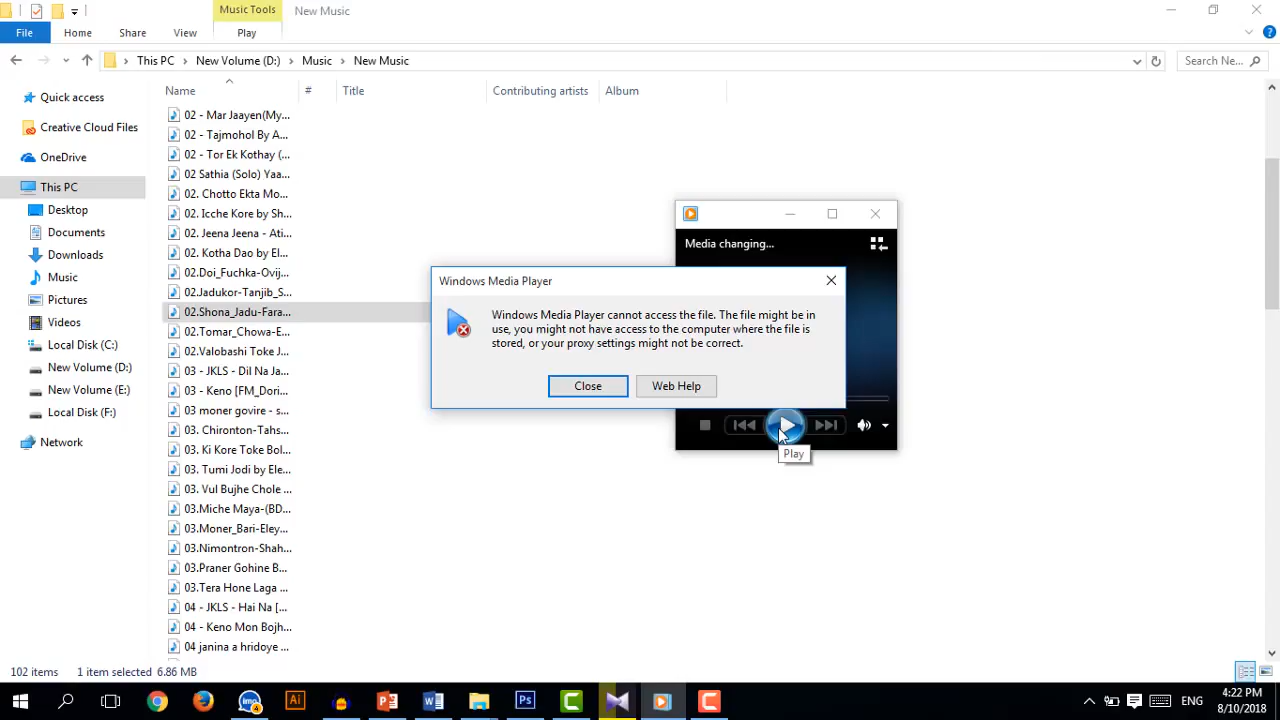 Music Tools
New Music
File
Home
Share
View
Play
This PC
New Volume (D:)
Music
New Music
Search Ne...
Name
#
Title
Contributing artists
Album
Quick access
Creative Cloud Files
OneDrive
This PC
Desktop
Documents
Downloads
Music
Pictures
Videos
Local Disk (C:)
New Volume (D:)
New Volume (E:)
Local Disk (F:)
Network
02 - Mar Jaayen(My...
02 - Tajmohol By A...
02 - Tor Ek Kothay (...
02 Sathia (Solo) Yaa...
02. Chotto Ekta Mo...
02. Icche Kore by Sh...
02. Jeena Jeena - Ati...
02. Kotha Dao by El...
02.Doi_Fuchka-Ovij...
02.Jadukor-Tanjib_S...
02.Shona_Jadu-Fara...
02.Tomar_Chowa-E...
02.Valobashi Toke J...
03 - JKLS - Dil Na Ja...
03 - Keno [FM_Dori...
03 moner govire - s...
03. Chironton-Tahs...
03. Ki Kore Toke Bol...
03. Tumi Jodi by Ele...
03. Vul Bujhe Chole ...
03.Miche Maya-(BD...
03.Moner_Bari-Eley...
03.Nimontron-Shah...
03.Praner Gohine B...
03.Tera Hone Laga ...
04 - JKLS - Hai Na [...
04 - Keno Mon Bojh...
04 janina a hridoye ...
Media changing...
Windows Media Player
Windows Media Player cannot access the file. The file might be in
use, you might not have access to the computer where the file is
stored, or your proxy settings might not be correct.
Close
Web Help
Play
102 items
1 item selected 6.86 MB
imo
4
Ai
Ps
ENG
4:22 PM
8/10/2018